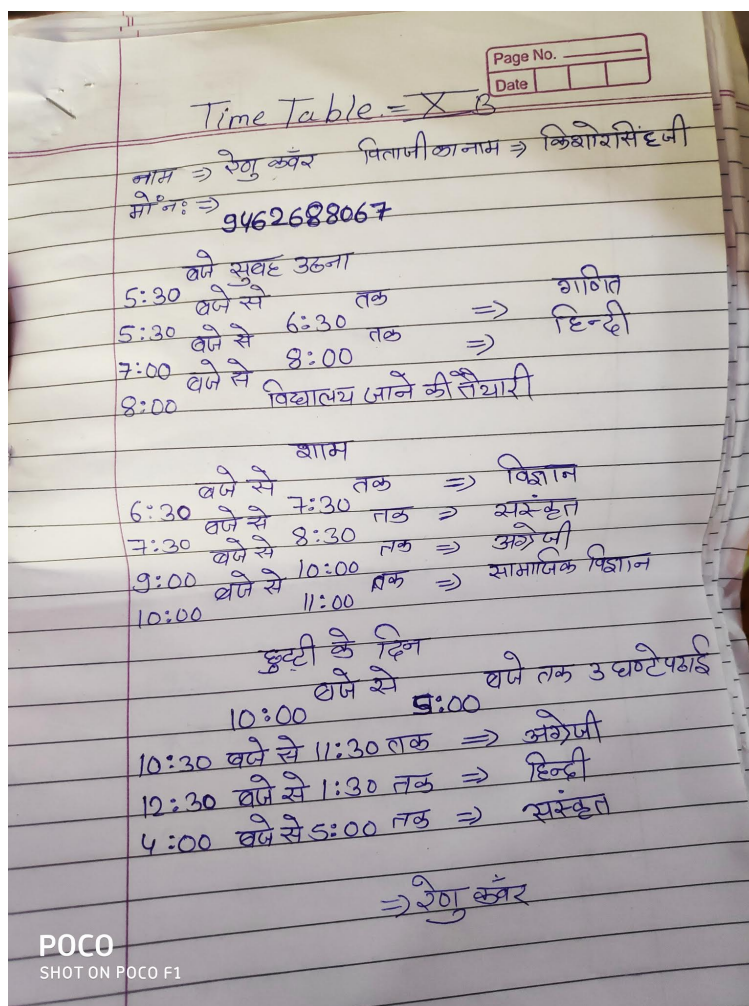 Page No.
Date
Time Table = X B
नाम ⇒ रेणु कँवर पिताजी का नाम ⇒ किशोरसिंह जी
मो॰न॰: ⇒ 9462688067
5:30 बजे सुबह उठना
5:30 बजे से 6:30 तक ⇒ गणित
7:00 बजे से 8:00 तक ⇒ हिन्दी
8:00 बजे से विद्यालय जाने की तैयारी
शाम
6:30 बजे से 7:30 तक ⇒ विज्ञान
7:30 बजे से 8:30 तक ⇒ सस्ंकृत
9:00 बजे से 10:00 तक ⇒ अग्रेजी
10:00 बजे से 11:00 तक ⇒ सामाजिक विज्ञान
छुट्टी के दिन
10:00 बजे से 5:00 बजे तक 3 घण्टे पढाई
10:30 बजे से 11:30 तक ⇒ अंग्रेजी
12:30 बजे से 1:30 तक ⇒ हिन्दी
4:00 बजे से 5:00 तक ⇒ सस्ंकृत
⇒ रेणु कँवर
POCO
SHOT ON POCO F1